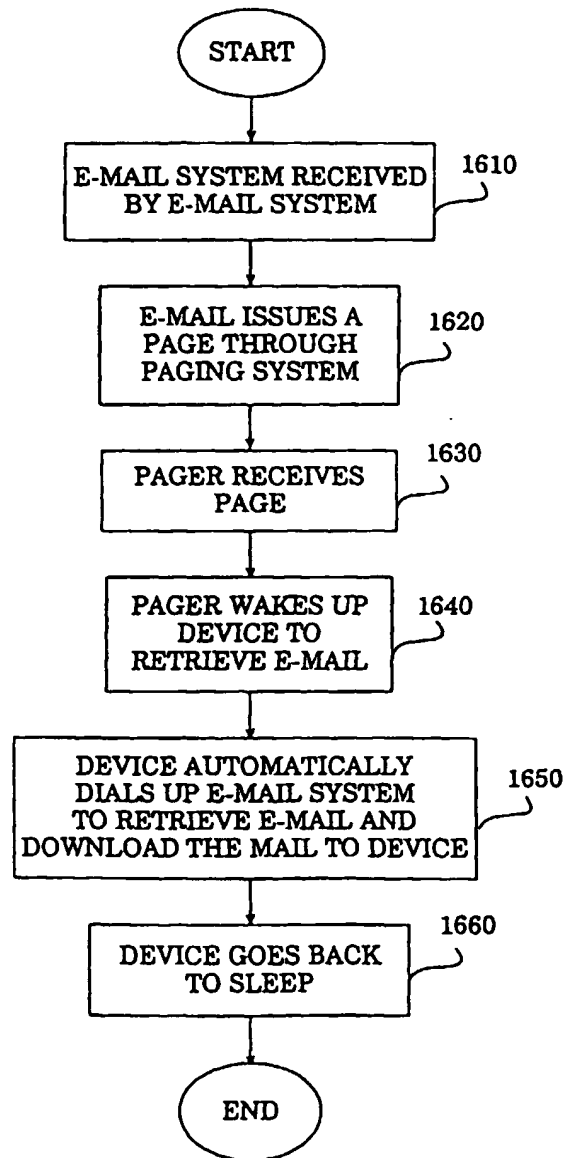 START
E-MAIL SYSTEM RECEIVED
BY E-MAIL SYSTEM
1610
E-MAIL ISSUES A
PAGE THROUGH
PAGING SYSTEM
1620
PAGER RECEIVES
PAGE
1630
PAGER WAKES UP
DEVICE TO
RETRIEVE E-MAIL
1640
DEVICE AUTOMATICALLY
DIALS UP E-MAIL SYSTEM
TO RETRIEVE E-MAIL AND
DOWNLOAD THE MAIL TO DEVICE
1650
DEVICE GOES BACK
TO SLEEP
1660
END